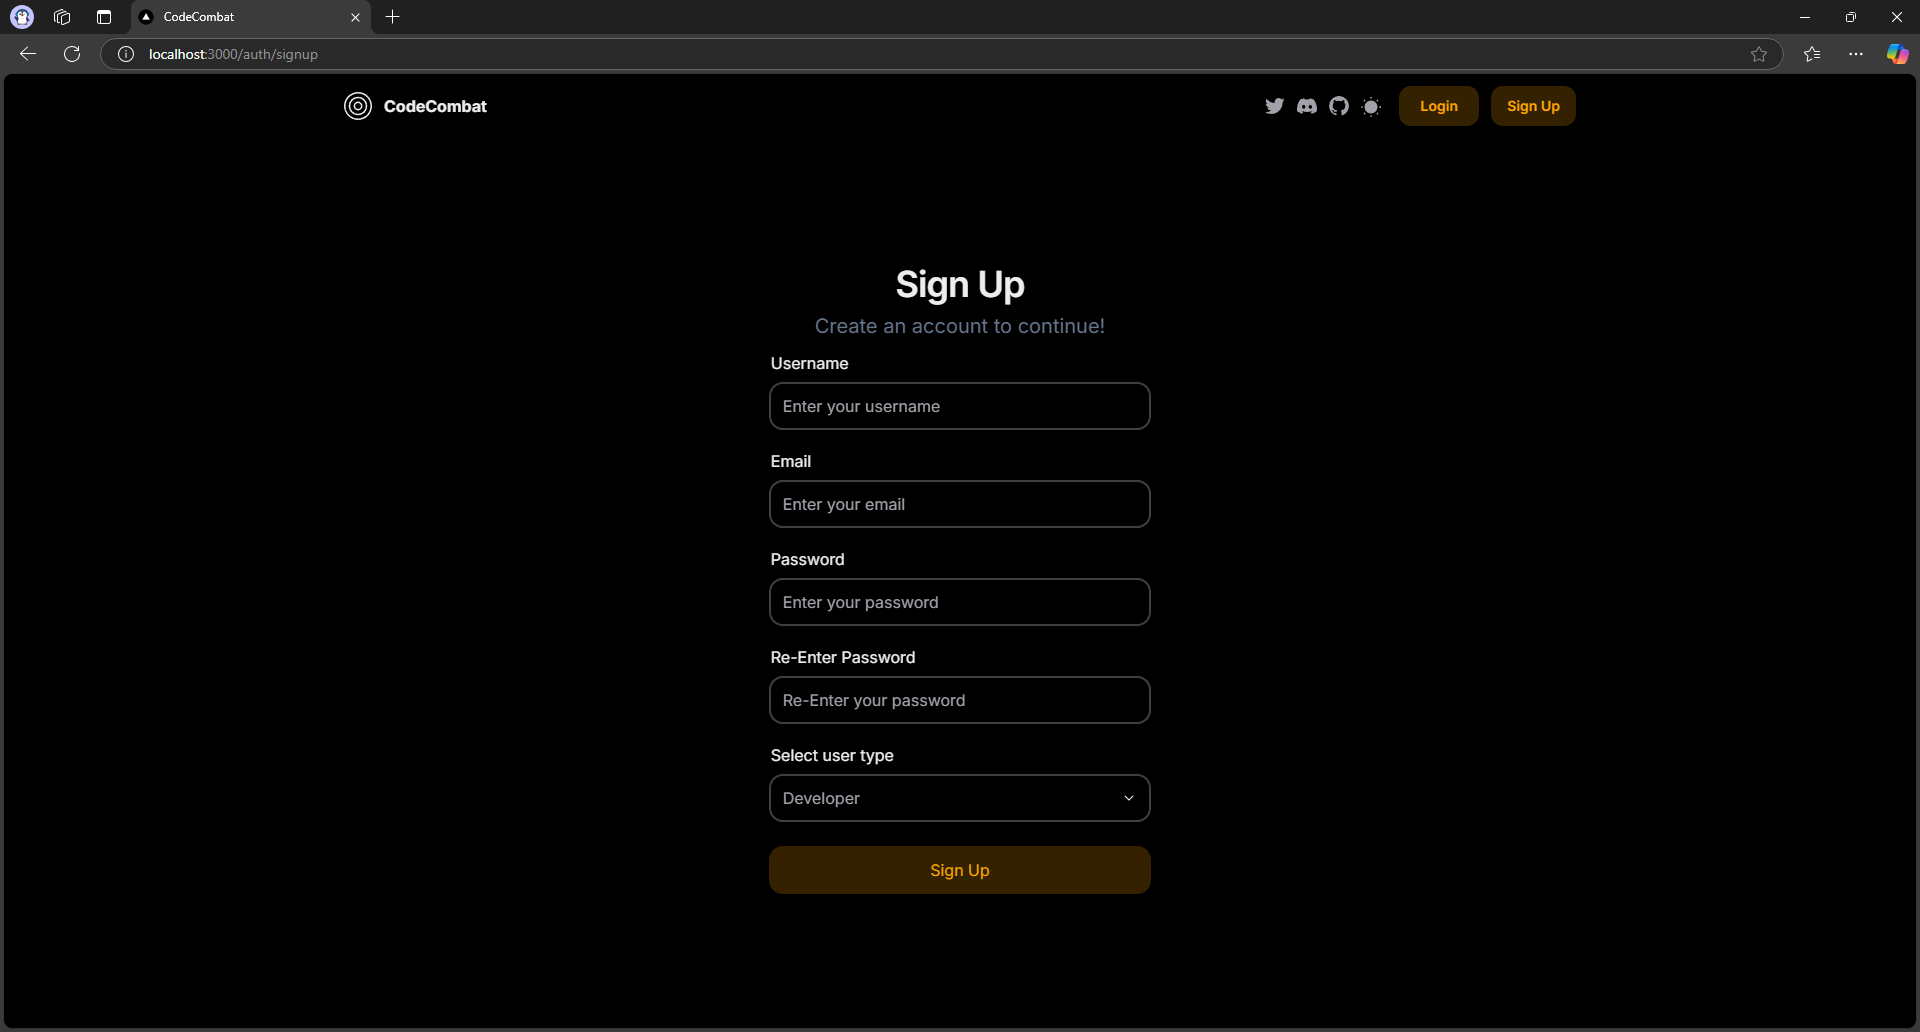 CodeCombat
localhost:3000/auth/signup
CodeCombat
Login
Sign Up
Sign Up
Create an account to continue!
Username
Enter your username
Email
Enter your email
Password
Enter your password
Re-Enter Password
Re-Enter your password
Select user type
Developer
Sign Up